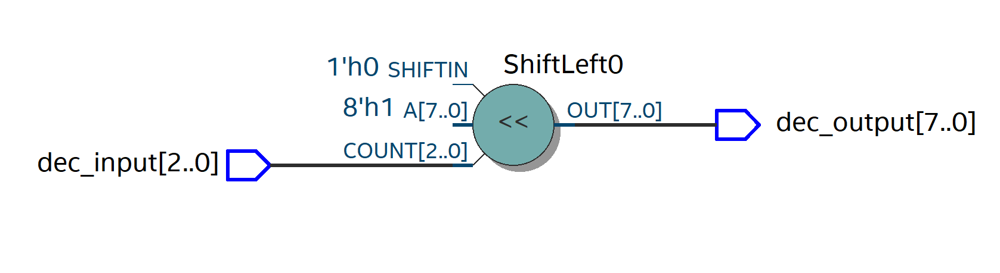 1'h0 SHIFTIN
ShiftLeft0
8'h1 A[7..0]
<<
OUT[7..0]
dec_output[7..0]
COUNT[2..0]
dec_input[2..0]